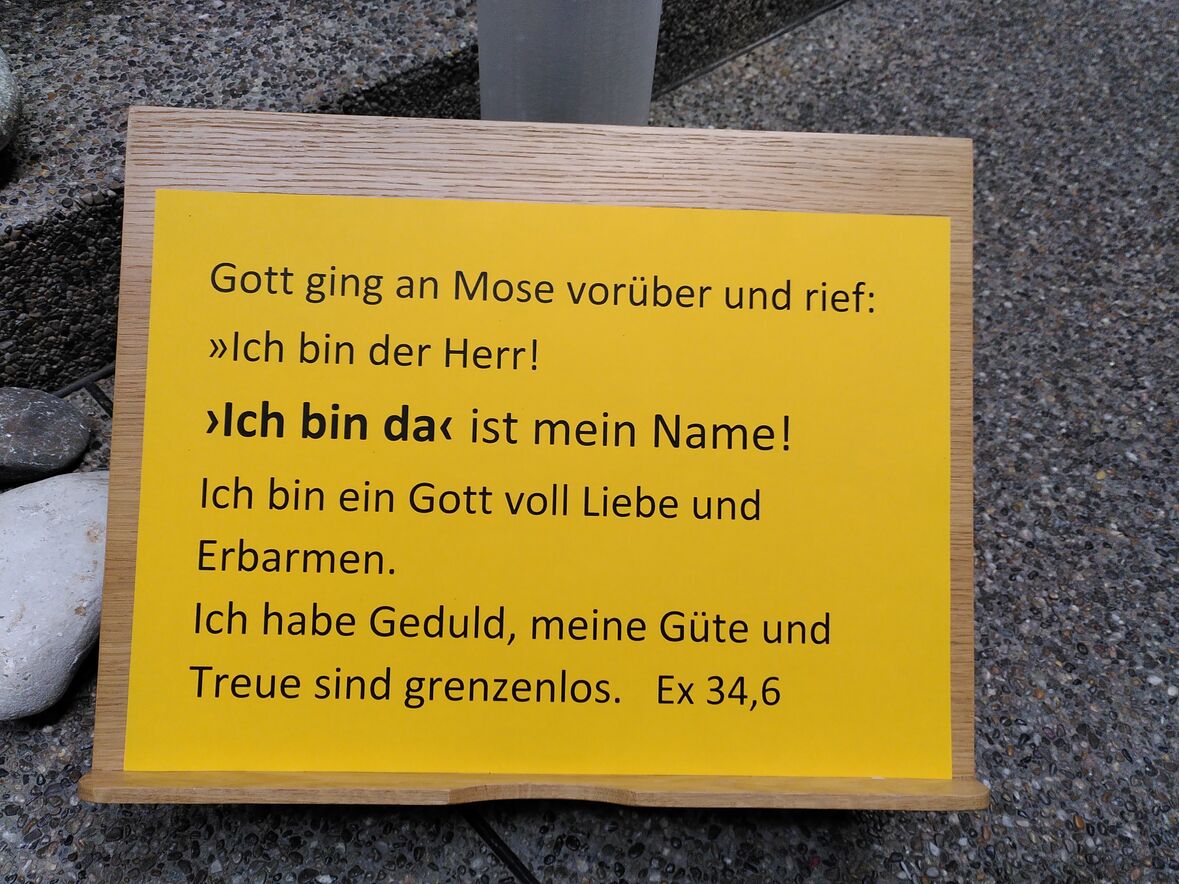 Gott ging an Mose vorüber und rief:
»Ich bin der Herr!
›Ich bin da‹ ist mein Name!
Ich bin ein Gott voll Liebe und
Erbarmen.
Ich habe Geduld, meine Güte und
Treue sind grenzenlos. Ex 34,6